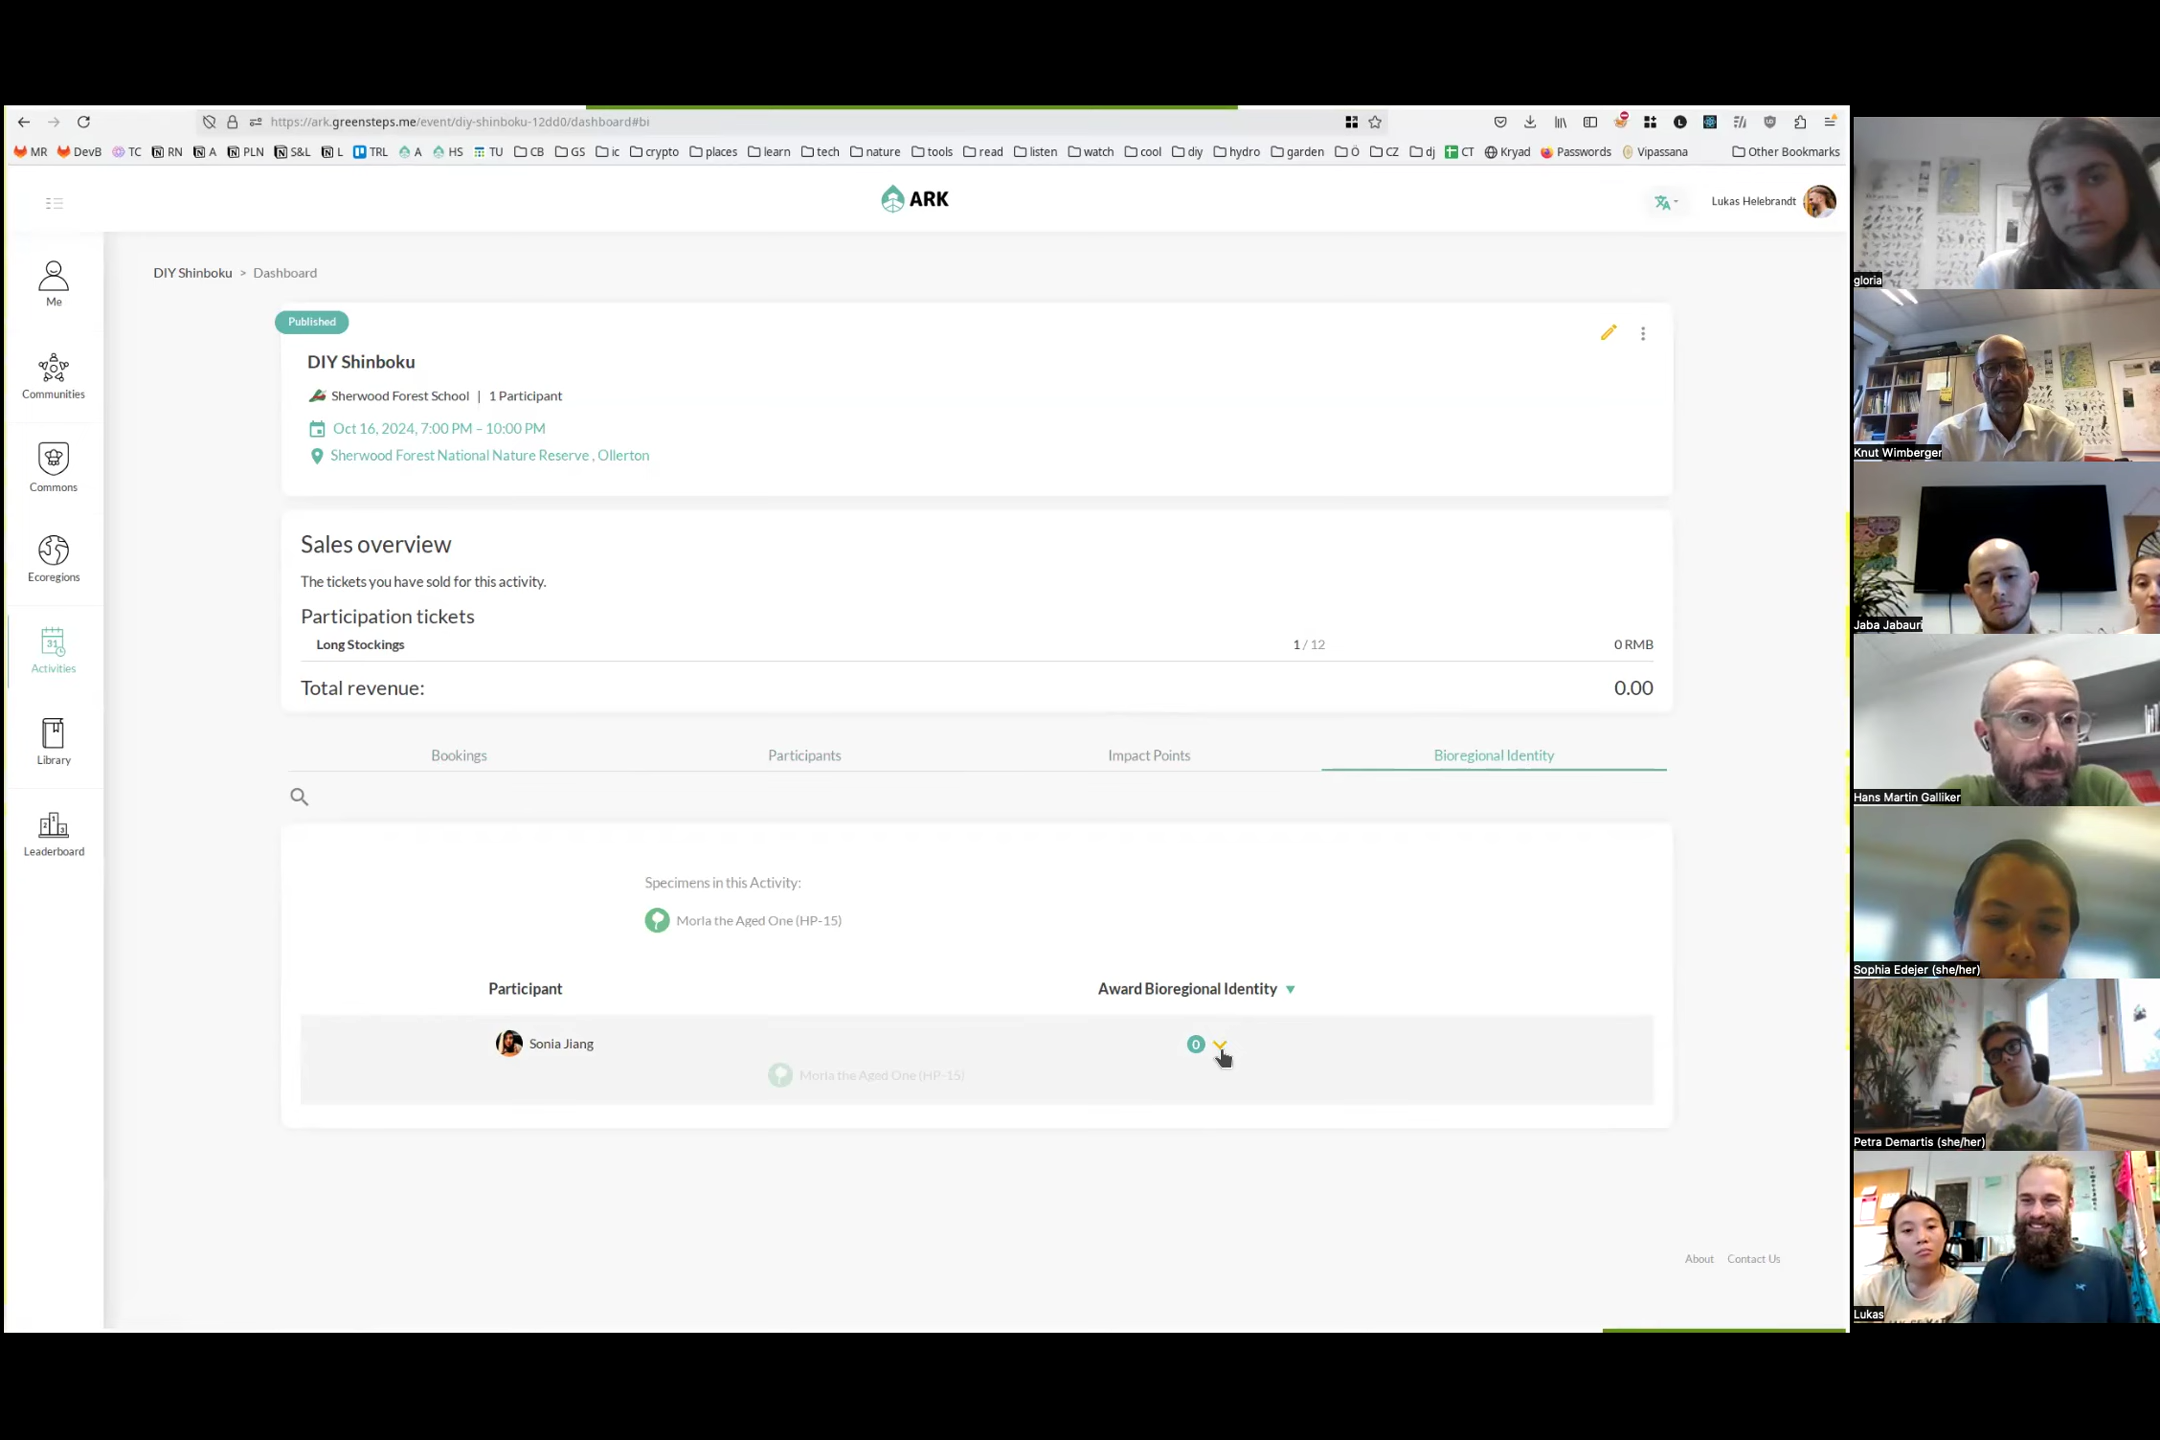 https://ark.greensteps.me/event/diy-shinboku-12dd0/dashboard#bi
MR DevB TC RN A PLN S&L L TRL A HS TU CB GS ic crypto places learn tech nature tools read listen watch cool diy hydro garden Ö CZ dj CT Kryad Passwords Vipassana Other Bookmarks
ARK
Lukas Helebrandt
Me
Communities
Commons
Ecoregions
Activities
Library
Leaderboard
DIY Shinboku > Dashboard
Published
DIY Shinboku
Sherwood Forest School | 1 Participant
Oct 16, 2024, 7:00 PM – 10:00 PM
Sherwood Forest National Nature Reserve , Ollerton
Sales overview
The tickets you have sold for this activity.
Participation tickets
Long Stockings 1 / 12 0 RMB
Total revenue: 0.00
Bookings Participants Impact Points Bioregional Identity
Specimens in this Activity:
Morla the Aged One (HP-15)
Participant Award Bioregional Identity
Sonia Jiang 0
Morla the Aged One (HP-15)
About Contact Us
gloria
Knut Wimberger
Jaba Jabauri
Hans Martin Galliker
Sophia Edejer (she/her)
Petra Demartis (she/her)
Lukas